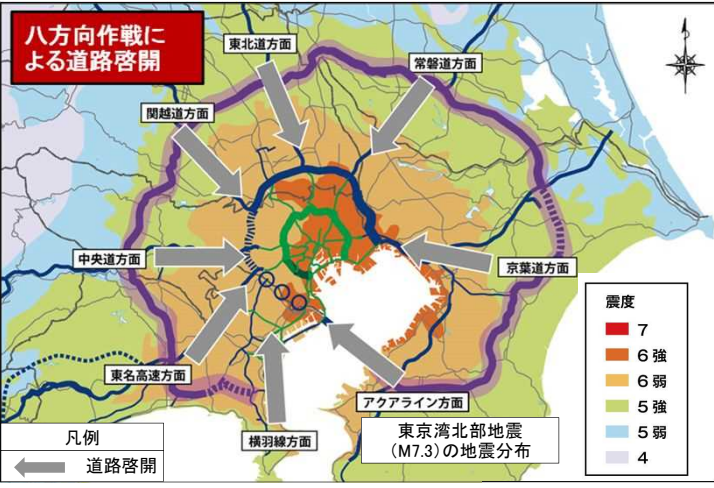 八方向作戦に
よる道路啓開
東北道方面
常磐道方面
関越道方面
中央道方面
京葉道方面
東名高速方面
アクアライン方面
横羽線方面
凡例
道路啓開
東京湾北部地震
(M7.3)の地震分布
震度
7
6強
6弱
5強
5弱
4